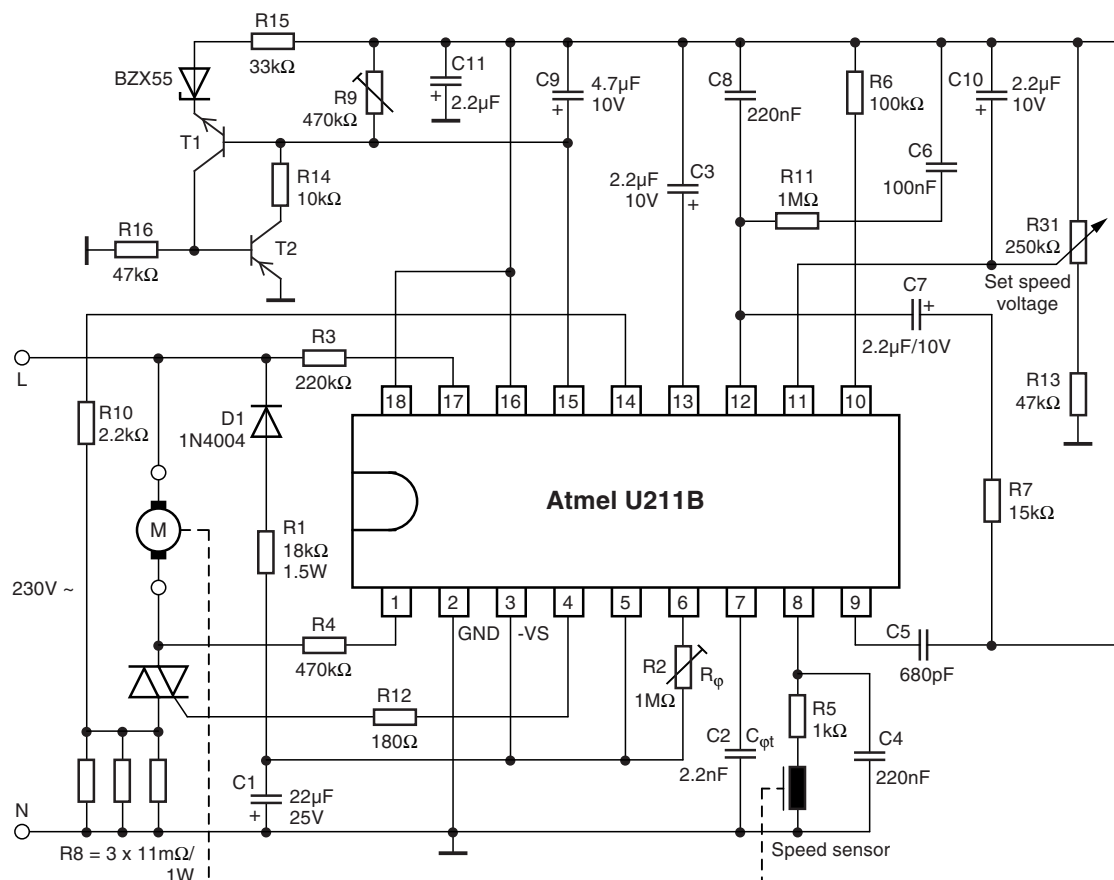 R15
33kΩ
BZX55
T1
R9
470kΩ
C11
+
2.2μF
C9
+
4.7μF
10V
C8
220nF
R6
100kΩ
C10
+
2.2μF
10V
C6
100nF
R14
10kΩ
C3
2.2μF
10V
+
R11
1MΩ
R31
250kΩ
R16
47kΩ
T2
Set speed
voltage
C7
+
2.2μF/10V
L
R3
220kΩ
R10
2.2kΩ
D1
1N4004
R13
47kΩ
18
17
16
15
14
13
12
11
10
Atmel U211B
M
R1
18kΩ
1.5W
R7
15kΩ
230V ~
1
2
3
4
5
6
7
8
9
GND
-VS
R4
470kΩ
C5
680pF
R2
1MΩ
Rφ
R12
180Ω
R5
1kΩ
C2
Cφt
2.2nF
C4
220nF
C1
+
22μF
25V
N
R8 = 3 x 11mΩ/
1W
Speed sensor